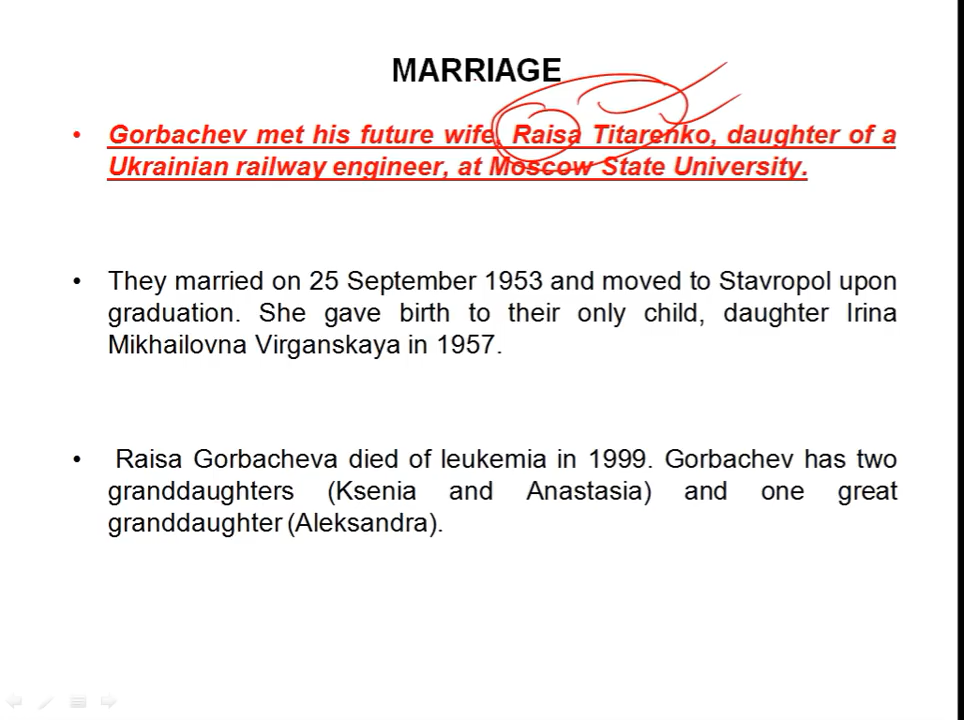 MARRIAGE
• Gorbachev met his future wife, Raisa Titarenko, daughter of a
Ukrainian railway engineer, at Moscow State University.
• They married on 25 September 1953 and moved to Stavropol upon
graduation. She gave birth to their only child, daughter Irina
Mikhailovna Virganskaya in 1957.
• Raisa Gorbacheva died of leukemia in 1999. Gorbachev has two
granddaughters (Ksenia and Anastasia) and one great
granddaughter (Aleksandra).